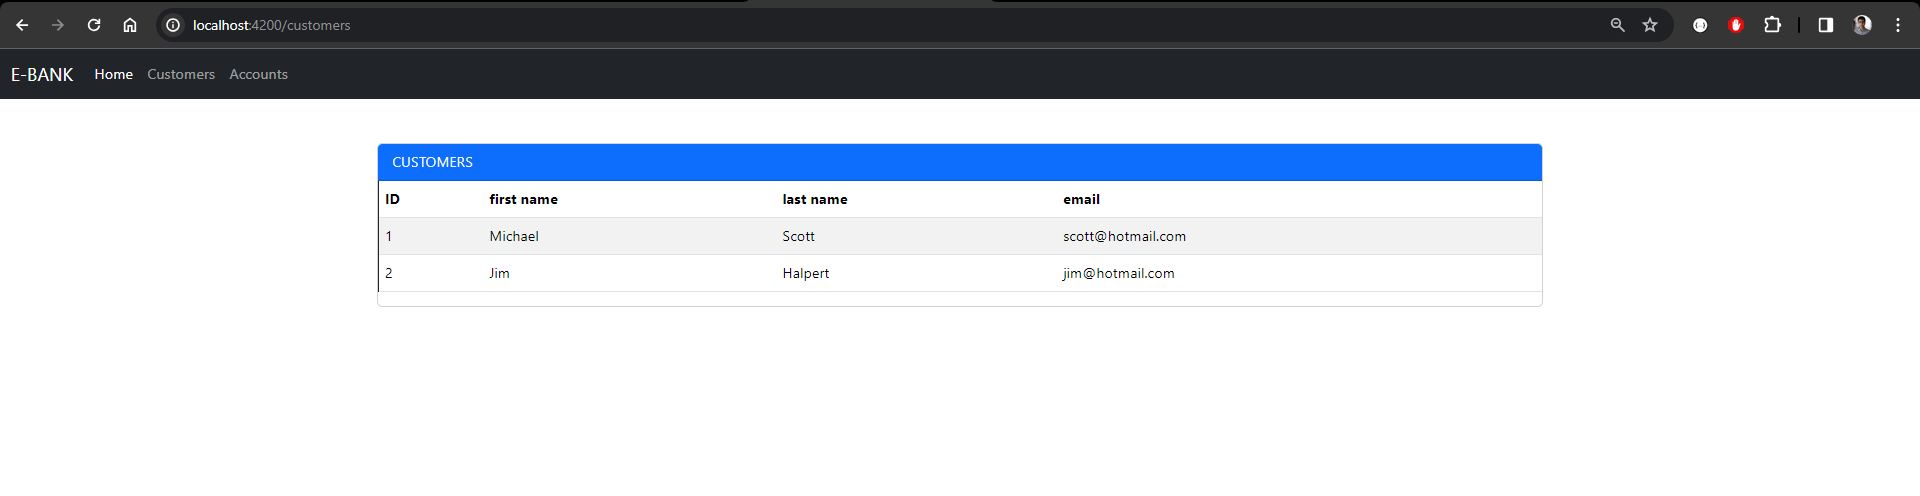 localhost:4200/customers
E-BANK Home Customers Accounts
CUSTOMERS
ID first name last name email
1 Michael Scott scott@hotmail.com
2 Jim Halpert jim@hotmail.com